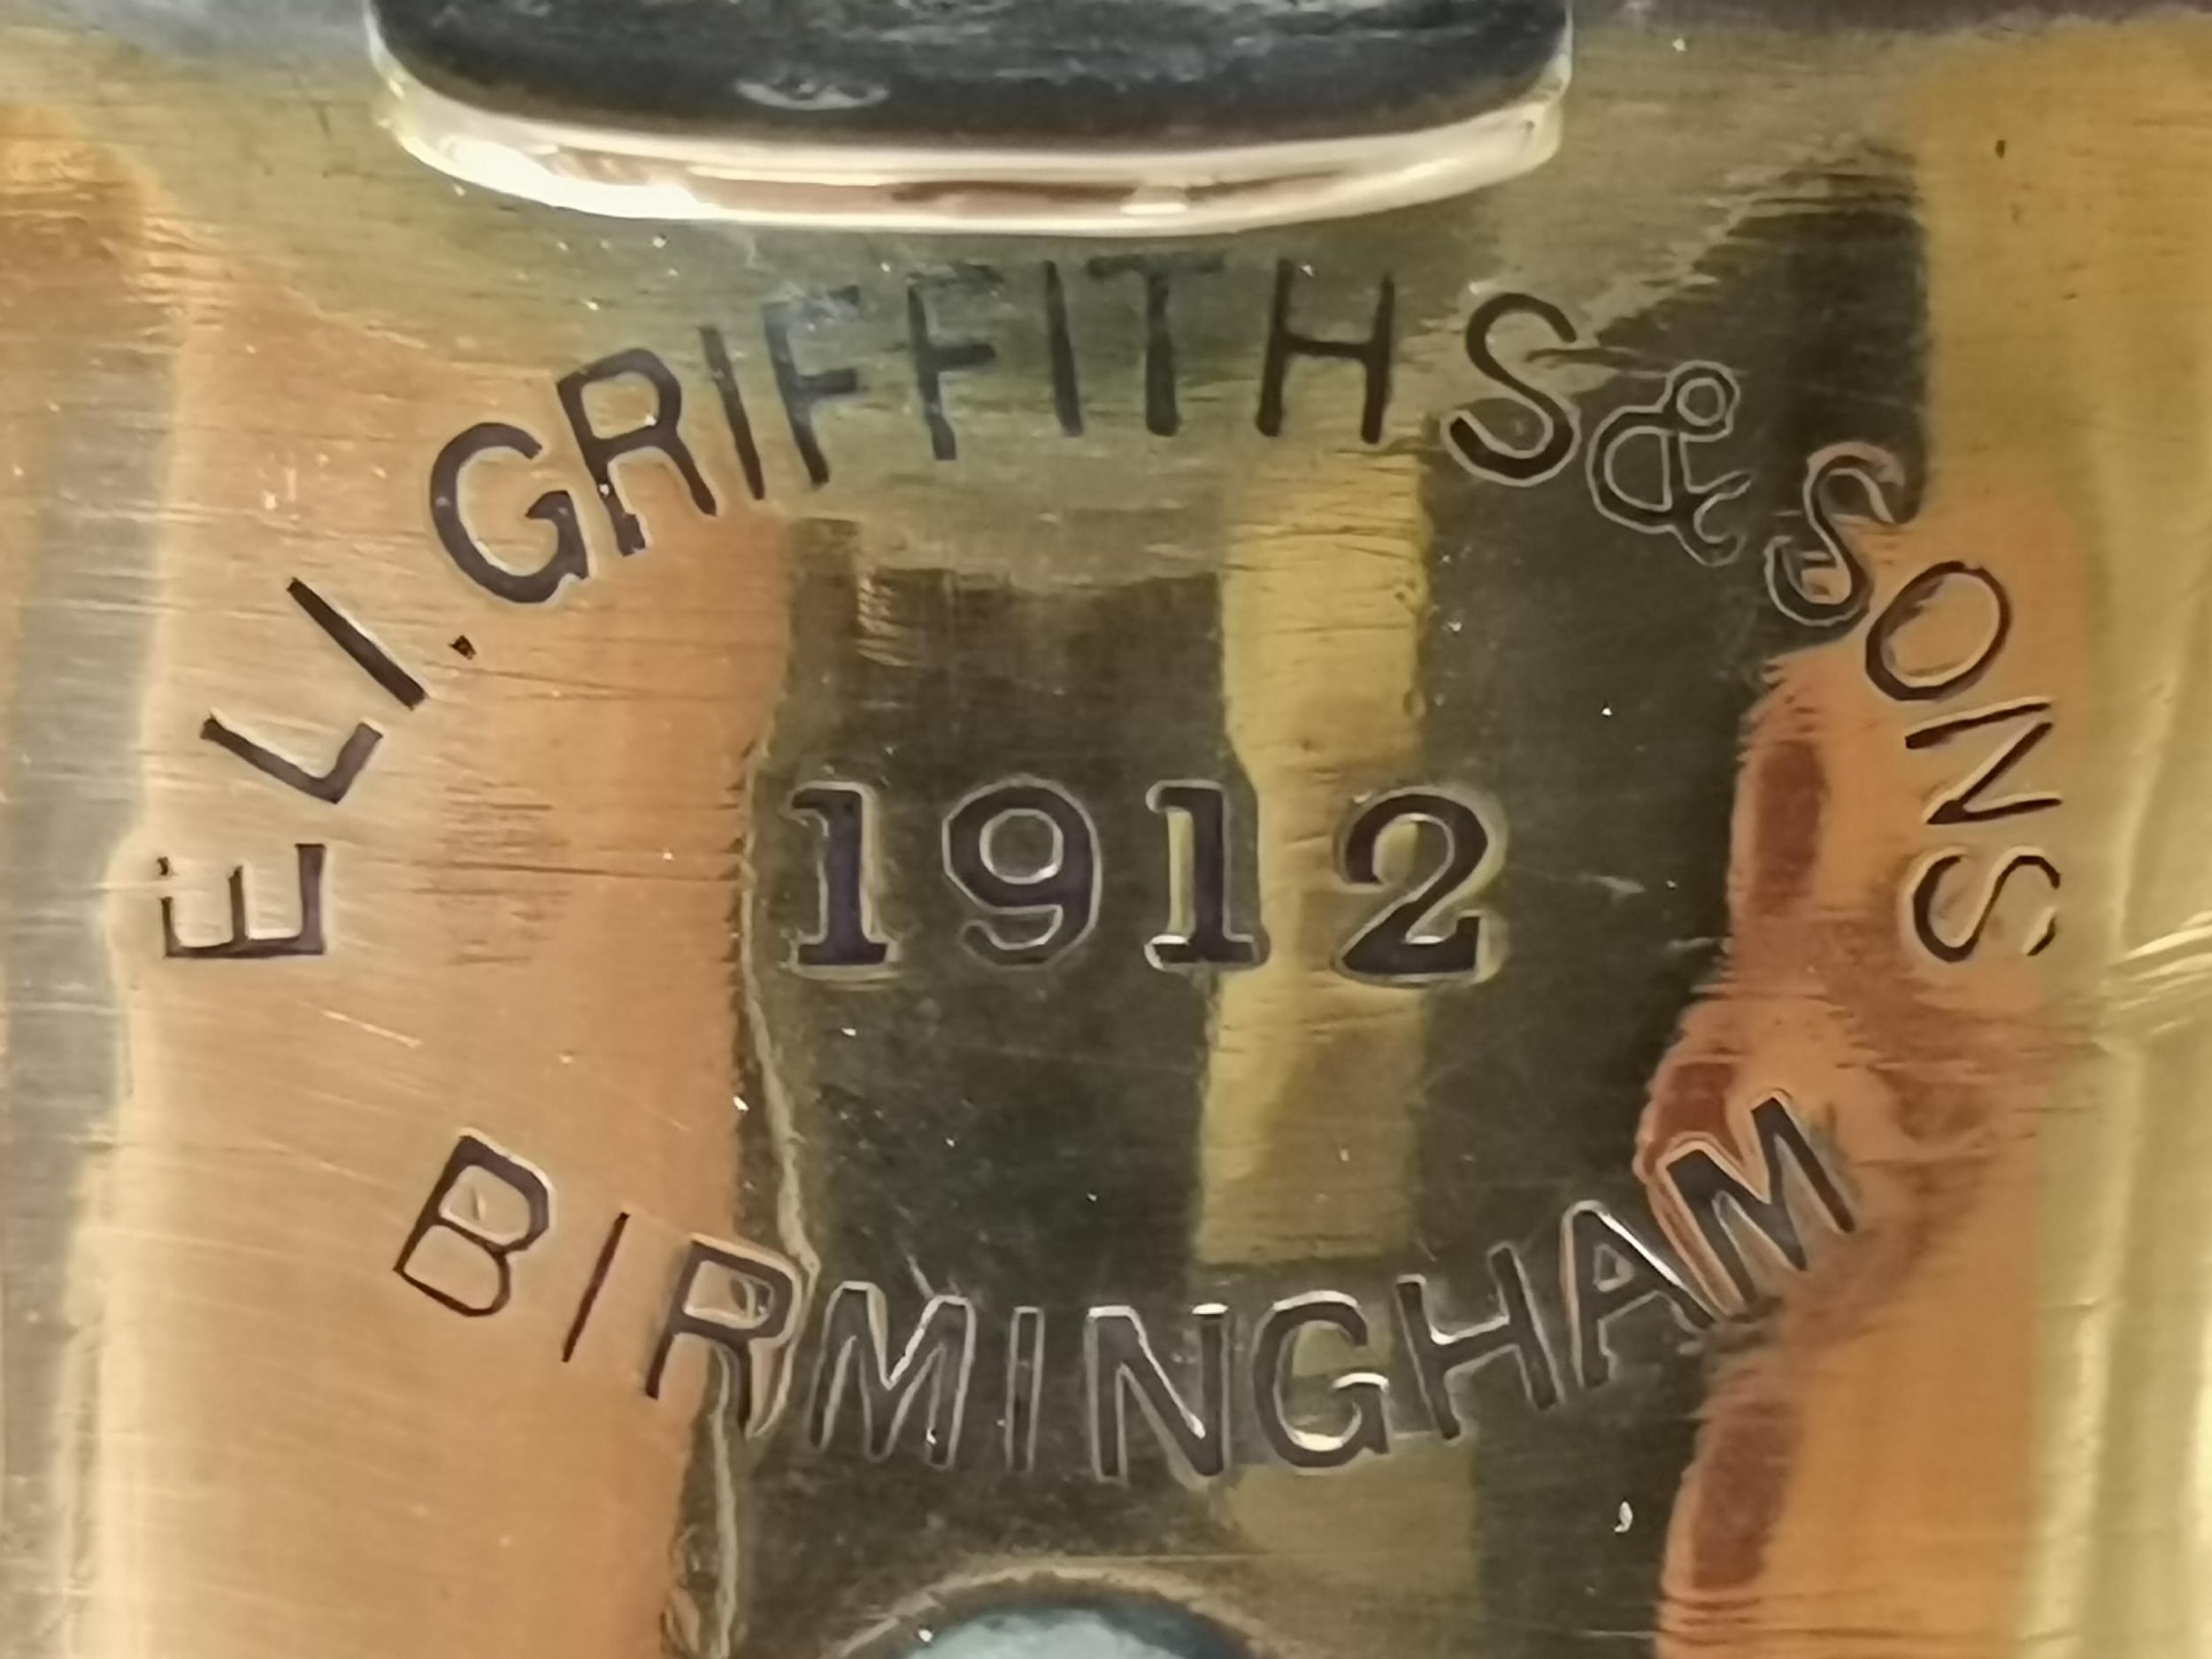 ELI.GRIFFITHS & SONS
1912
BIRMINGHAM